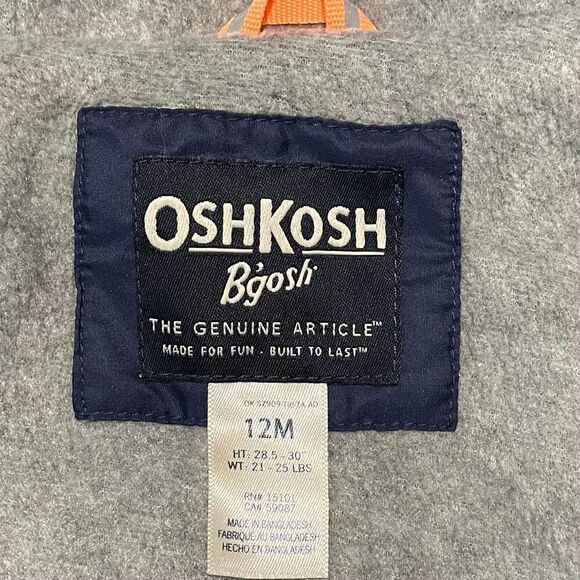 OSHKOSH
B'gosh
THE GENUINE ARTICLE™
MADE FOR FUN · BUILT TO LAST™
12M
HT: 28.5 - 30"
WT: 21 - 25 LBS
RN# 15101
CA# 59087
MADE IN BANGLADESH
FABRIQUE AU BANGLADESH
HECHO EN BANGLADESH